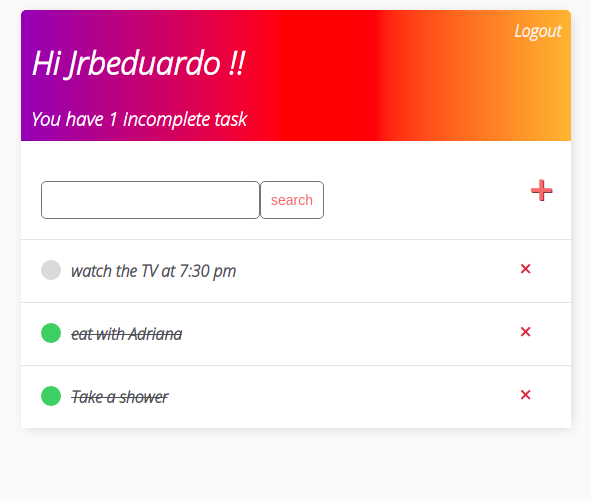 Logout
Hi Jrbeduardo !!
You have 1 incomplete task
search
watch the TV at 7:30 pm
eat with Adriana
Take a shower